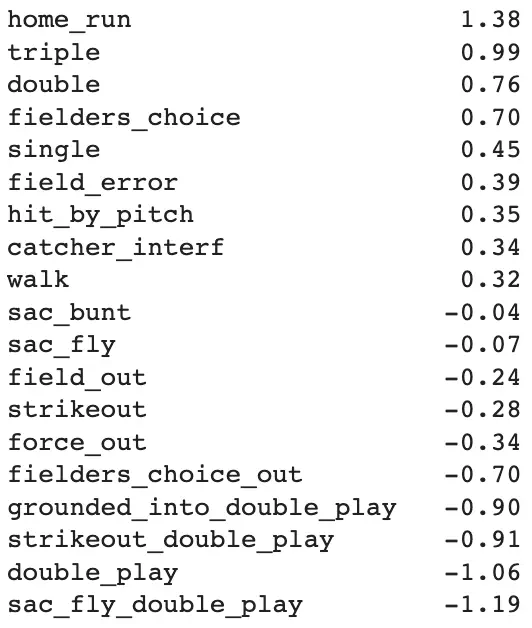 home_run 1.38
triple 0.99
double 0.76
fielders_choice 0.70
single 0.45
field_error 0.39
hit_by_pitch 0.35
catcher_interf 0.34
walk 0.32
sac_bunt -0.04
sac_fly -0.07
field_out -0.24
strikeout -0.28
force_out -0.34
fielders_choice_out -0.70
grounded_into_double_play -0.90
strikeout_double_play -0.91
double_play -1.06
sac_fly_double_play -1.19